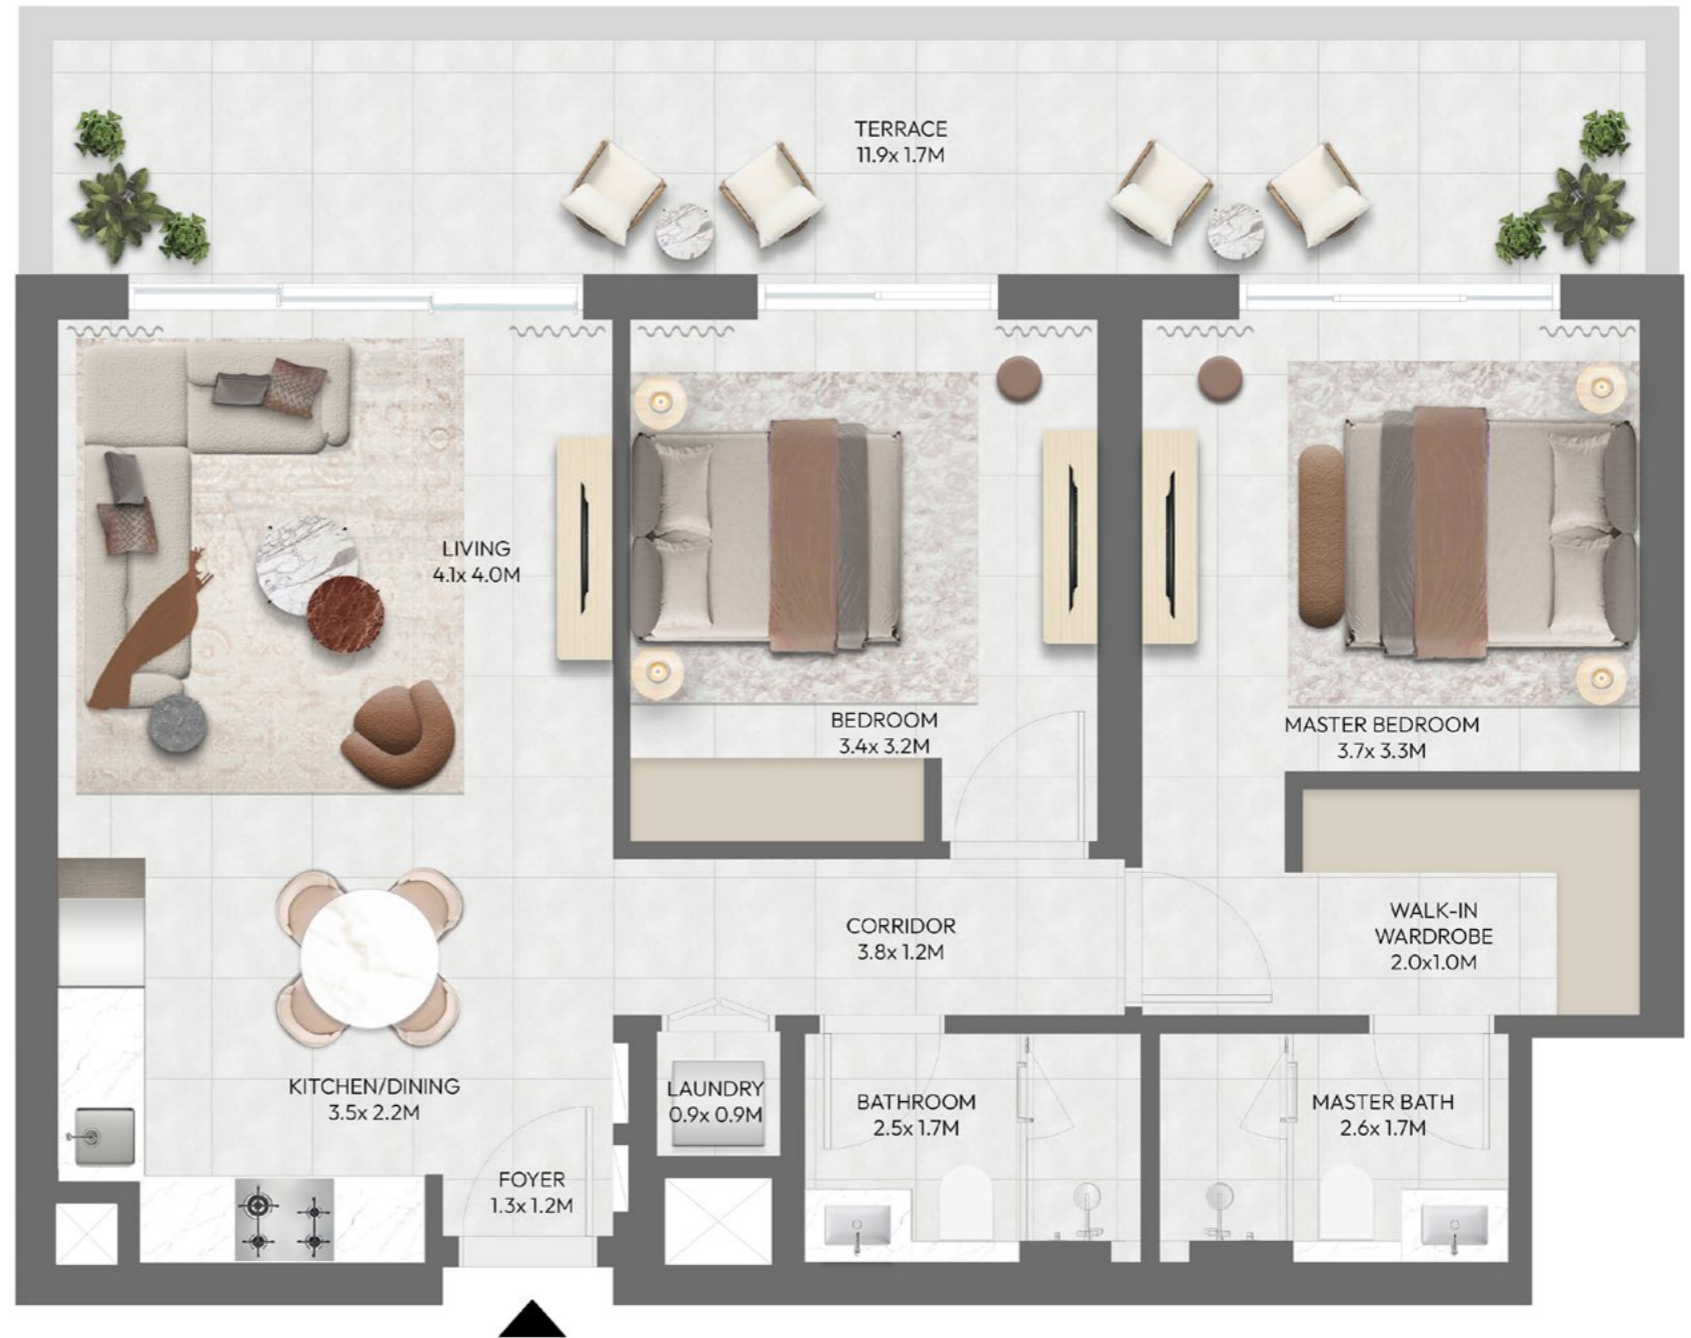 TERRACE
11.9x 1.7M
LIVING
4.1x 4.0M
BEDROOM
3.4x 3.2M
MASTER BEDROOM
3.7x 3.3M
CORRIDOR
3.8x 1.2M
WALK-IN
WARDROBE
2.0x1.0M
KITCHEN/DINING
3.5x 2.2M
LAUNDRY
0.9x 0.9M
BATHROOM
2.5x 1.7M
MASTER BATH
2.6x 1.7M
FOYER
1.3x 1.2M